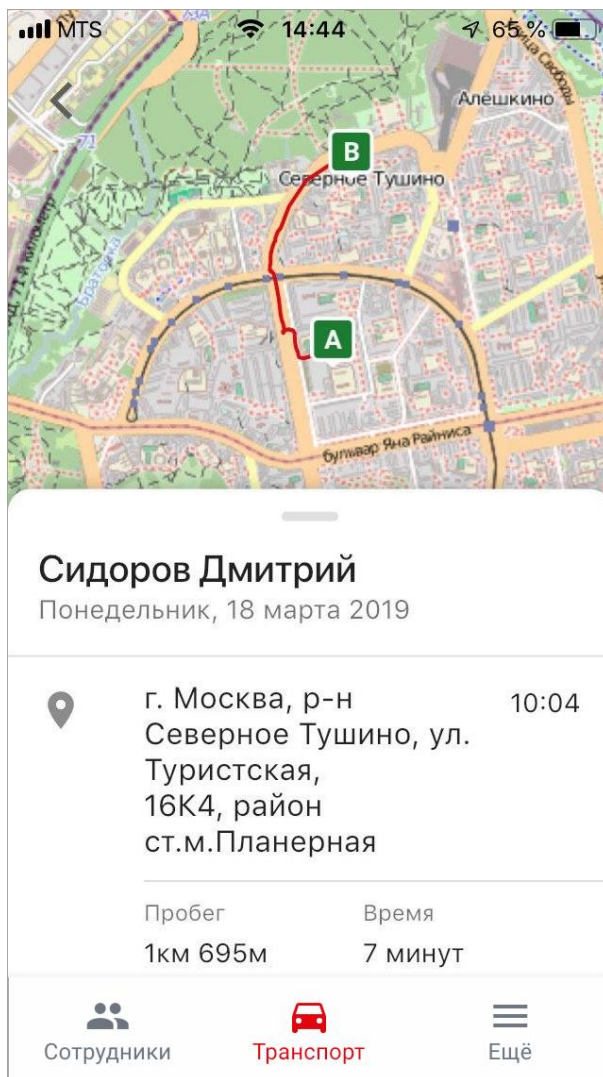 MTS 14:44 65 %
Алёшкино
71
B
Северное Тушино
A
бульвар Яна Райниса
Сидоров Дмитрий
Понедельник, 18 марта 2019
г. Москва, р-н 10:04
Северное Тушино, ул.
Туристская,
16К4, район
ст.м.Планерная
Пробег Время
1км 695м 7 минут
Сотрудники Транспорт Ещё